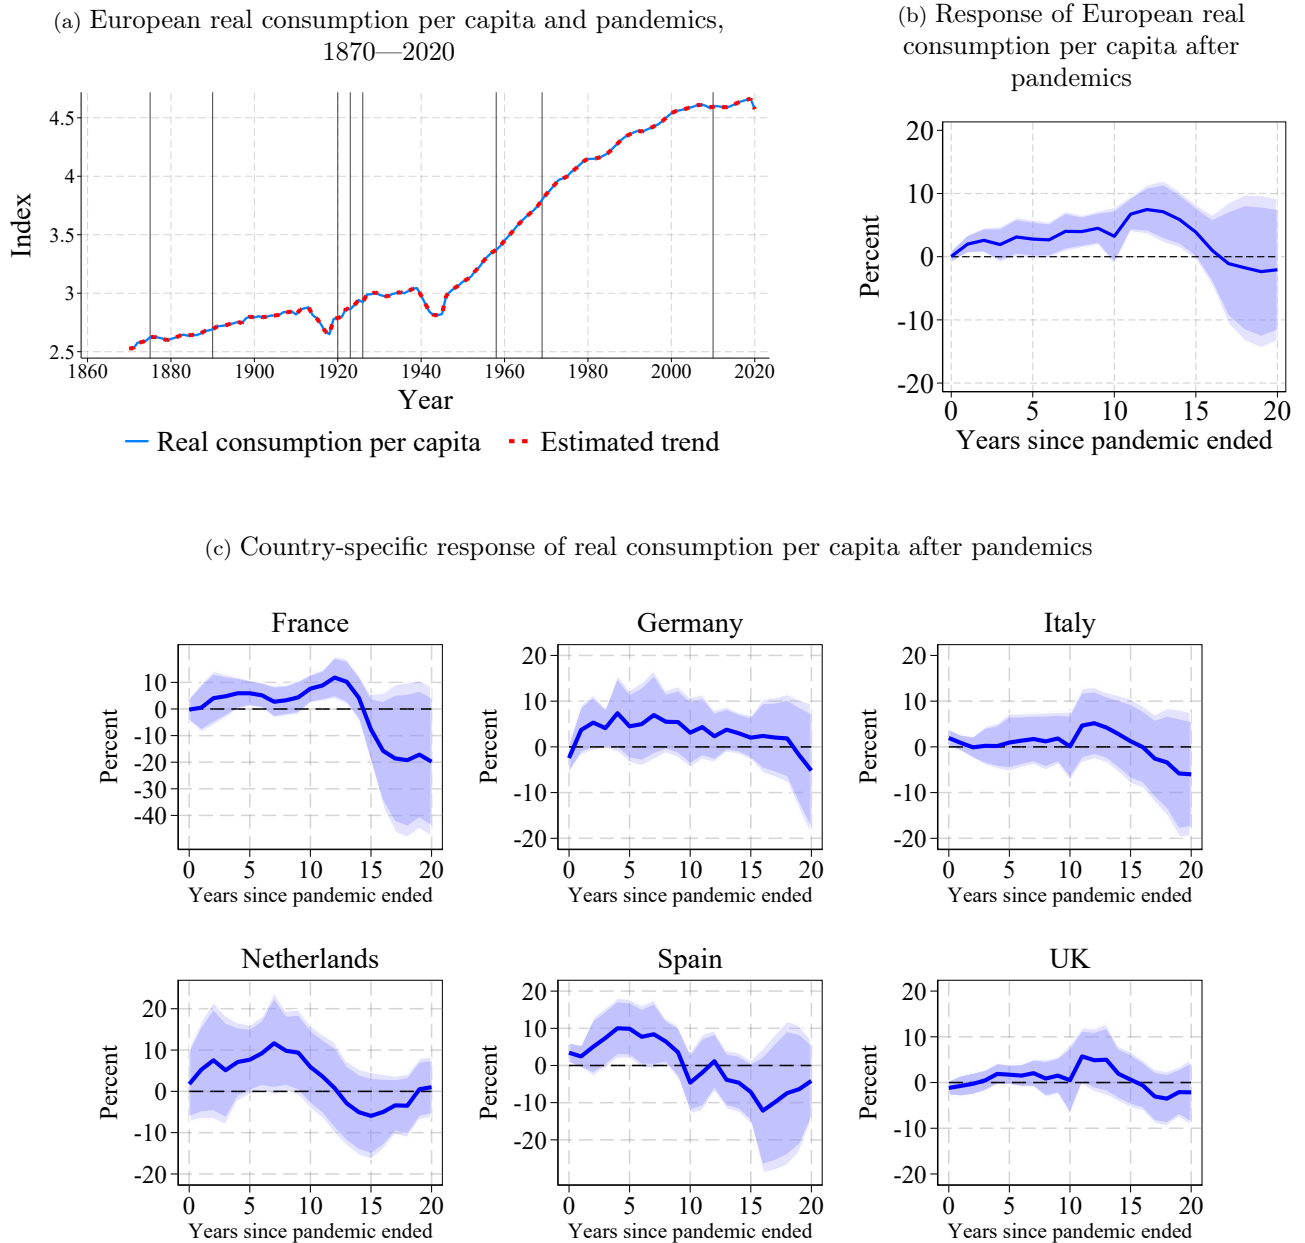 (a) European real consumption per capita and pandemics,
1870—2020
4.5
4
3.5
3
2.5
Index
1860 1880 1900 1920 1940 1960 1980 2000 2020
Year
Real consumption per capita Estimated trend
(b) Response of European real
consumption per capita after
pandemics
20
10
0
-10
-20
Percent
0 5 10 15 20
Years since pandemic ended
(c) Country-specific response of real consumption per capita after pandemics
France
10
0
-10
-20
-30
-40
Percent
0 5 10 15 20
Years since pandemic ended
Germany
20
10
0
-10
-20
Percent
0 5 10 15 20
Years since pandemic ended
Italy
20
10
0
-10
-20
Percent
0 5 10 15 20
Years since pandemic ended
Netherlands
20
10
0
-10
-20
Percent
0 5 10 15 20
Years since pandemic ended
Spain
20
10
0
-10
-20
Percent
0 5 10 15 20
Years since pandemic ended
UK
20
10
0
-10
-20
Percent
0 5 10 15 20
Years since pandemic ended